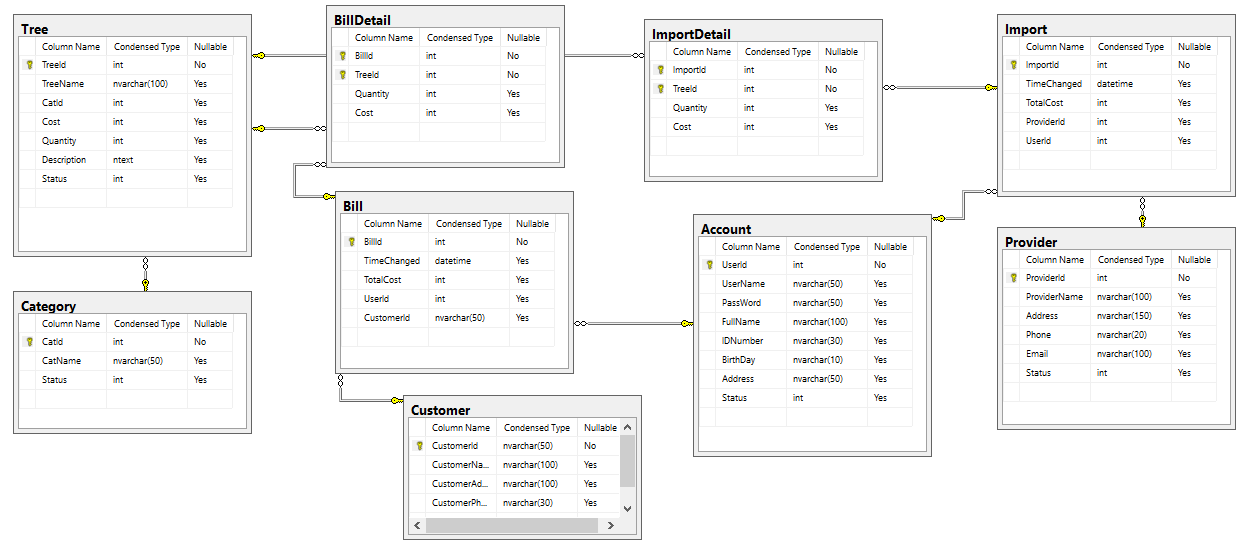 Tree
Column Name Condensed Type Nullable
TreeId int No
TreeName nvarchar(100) Yes
CatId int Yes
Cost int Yes
Quantity int Yes
Description ntext Yes
Status int Yes
BillDetail
Column Name Condensed Type Nullable
BillId int No
TreeId int No
Quantity int Yes
Cost int Yes
ImportDetail
Column Name Condensed Type Nullable
ImportId int No
TreeId int No
Quantity int Yes
Cost int Yes
Import
Column Name Condensed Type Nullable
ImportId int No
TimeChanged datetime Yes
TotalCost int Yes
ProviderId int Yes
UserId int Yes
Bill
Column Name Condensed Type Nullable
BillId int No
TimeChanged datetime Yes
TotalCost int Yes
UserId int Yes
CustomerId nvarchar(50) Yes
Account
Column Name Condensed Type Nullable
UserId int No
UserName nvarchar(50) Yes
PassWord nvarchar(50) Yes
FullName nvarchar(100) Yes
IDNumber nvarchar(30) Yes
BirthDay nvarchar(10) Yes
Address nvarchar(50) Yes
Status int Yes
Provider
Column Name Condensed Type Nullable
ProviderId int No
ProviderName nvarchar(100) Yes
Address nvarchar(150) Yes
Phone nvarchar(20) Yes
Email nvarchar(100) Yes
Status int Yes
Category
Column Name Condensed Type Nullable
CatId int No
CatName nvarchar(50) Yes
Status int Yes
Customer
Column Name Condensed Type Nullable
CustomerId nvarchar(50) No
CustomerNa... nvarchar(100) Yes
CustomerAd... nvarchar(100) Yes
CustomerPh... nvarchar(30) Yes